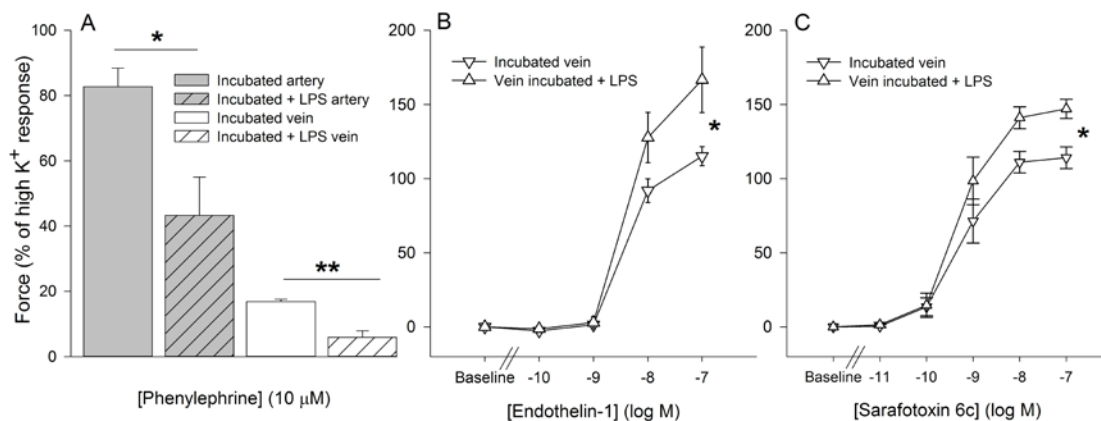 A
*
Incubated artery
Incubated + LPS artery
Incubated vein
Incubated + LPS vein
**
100
80
60
40
20
0
Force (% of high K⁺ response)
[Phenylephrine] (10 μM)
B
Incubated vein
Vein incubated + LPS
200
150
100
50
0
*
Baseline -10 -9 -8 -7
[Endothelin-1] (log M)
C
Incubated vein
Vein incubated + LPS
200
150
100
50
0
*
Baseline -11 -10 -9 -8 -7
[Sarafotoxin 6c] (log M)